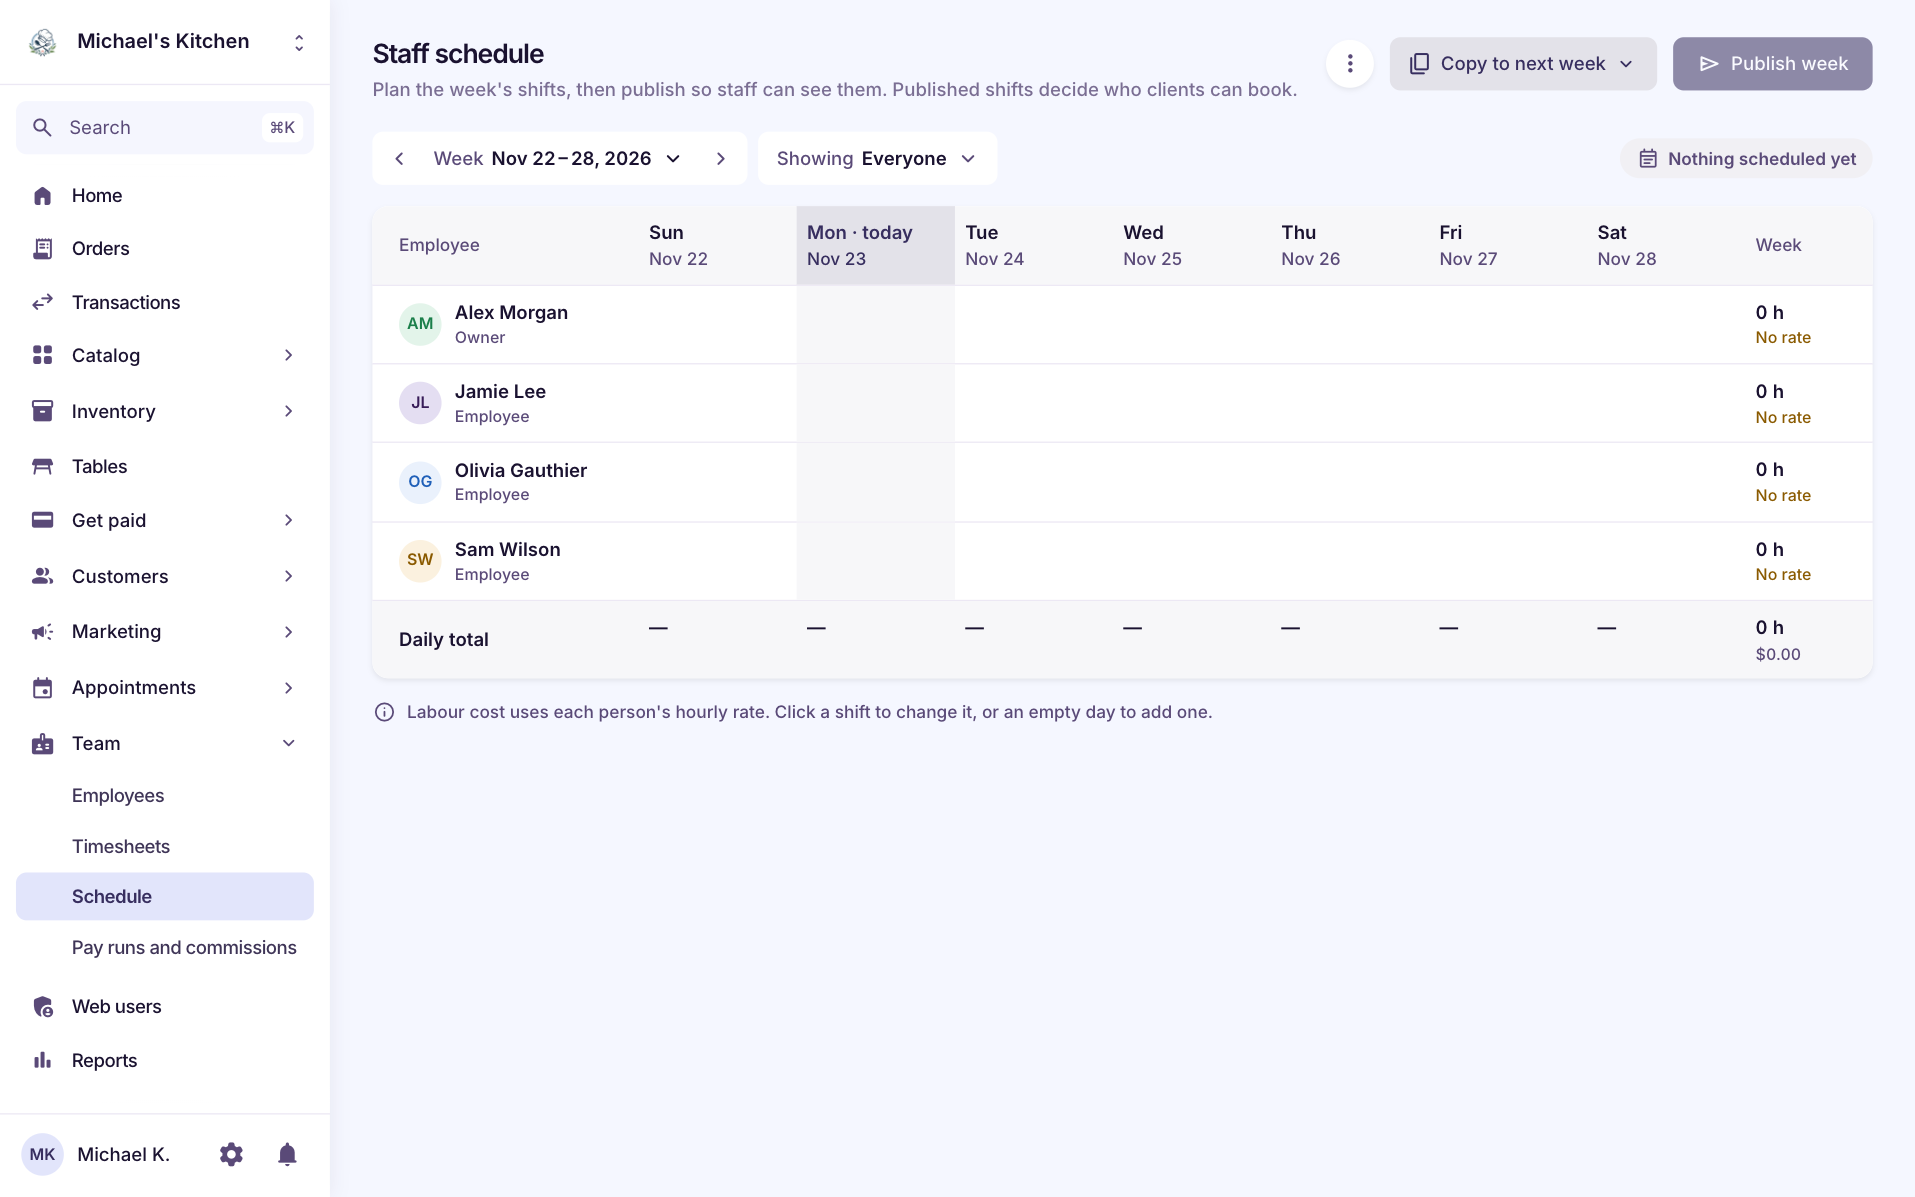 Michael's Kitchen
Search ⌘K
Home
Orders
Transactions
Catalog
Inventory
Tables
Get paid
Customers
Marketing
Appointments
Team
Employees
Timesheets
Schedule
Pay runs and commissions
Web users
Reports
MK Michael K.
Staff schedule
Plan the week's shifts, then publish so staff can see them. Published shifts decide who clients can book.
Copy to next week
Publish week
Week Nov 22 – 28, 2026
Showing Everyone
Nothing scheduled yet
Employee
Sun
Nov 22
Mon · today
Nov 23
Tue
Nov 24
Wed
Nov 25
Thu
Nov 26
Fri
Nov 27
Sat
Nov 28
Week
AM
Alex Morgan
Owner
0 h
No rate
JL
Jamie Lee
Employee
0 h
No rate
OG
Olivia Gauthier
Employee
0 h
No rate
SW
Sam Wilson
Employee
0 h
No rate
Daily total
— — — — — — —
0 h
$0.00
Labour cost uses each person's hourly rate. Click a shift to change it, or an empty day to add one.